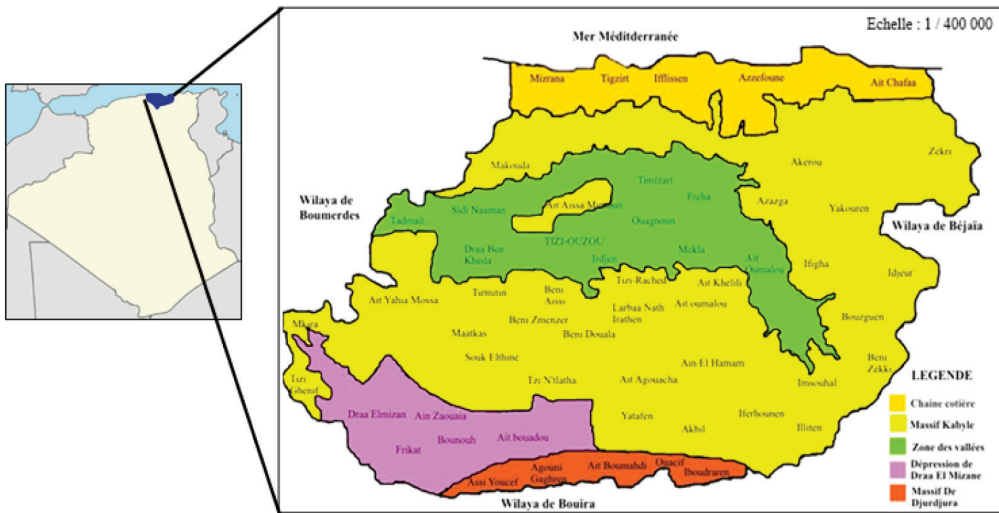 Echelle : 1 / 400 000
Mer Méditderranée
Mizrana Tigzirt Ifflissen Azzefoune Ait Chafaa
Zekri
Akerou
Makouda
Timizart
Wilaya de
Boumerdes
Sidi Naaman Ait Aissa Mimoun Frcha Azazga Yakouren
Tadmait Ouagnoun
Wilaya de Béjaïa
TIZI-OUZOU
Draa Ben
Kheda
Irdjen Mekla Ait
Oumalou
Ifigha Idjeur
Tizi-Rached Ait Khelili
Ait Yahia Mossa Tirmitin Beni
Aissi
Larbaa Nath
Irathen
Ait oumalou
Beni Zmenzer Bouzguen
Mkira Maatkas Beni Douala
Souk Elthine Ain El Hamam Beni
Zekki
Tizi
Ghenif
Tzi N'tlatha Ait Agouacha Imsouhal
LEGENDE
Draa Elmizan Ain Zaouaia Yatafen Iferhounen
Akbil Illiten
Frikat Bounouh Ait bouadou
Chaine cotière
Massif Kabyle
Zone des vallées
Dépression de
Draa El Mizane
Massif De
Djurdjura
Assi Youcef Agouni
Gaghren
Ait Boumahdi Ouacif
Iboudraren
Wilaya de Bouira